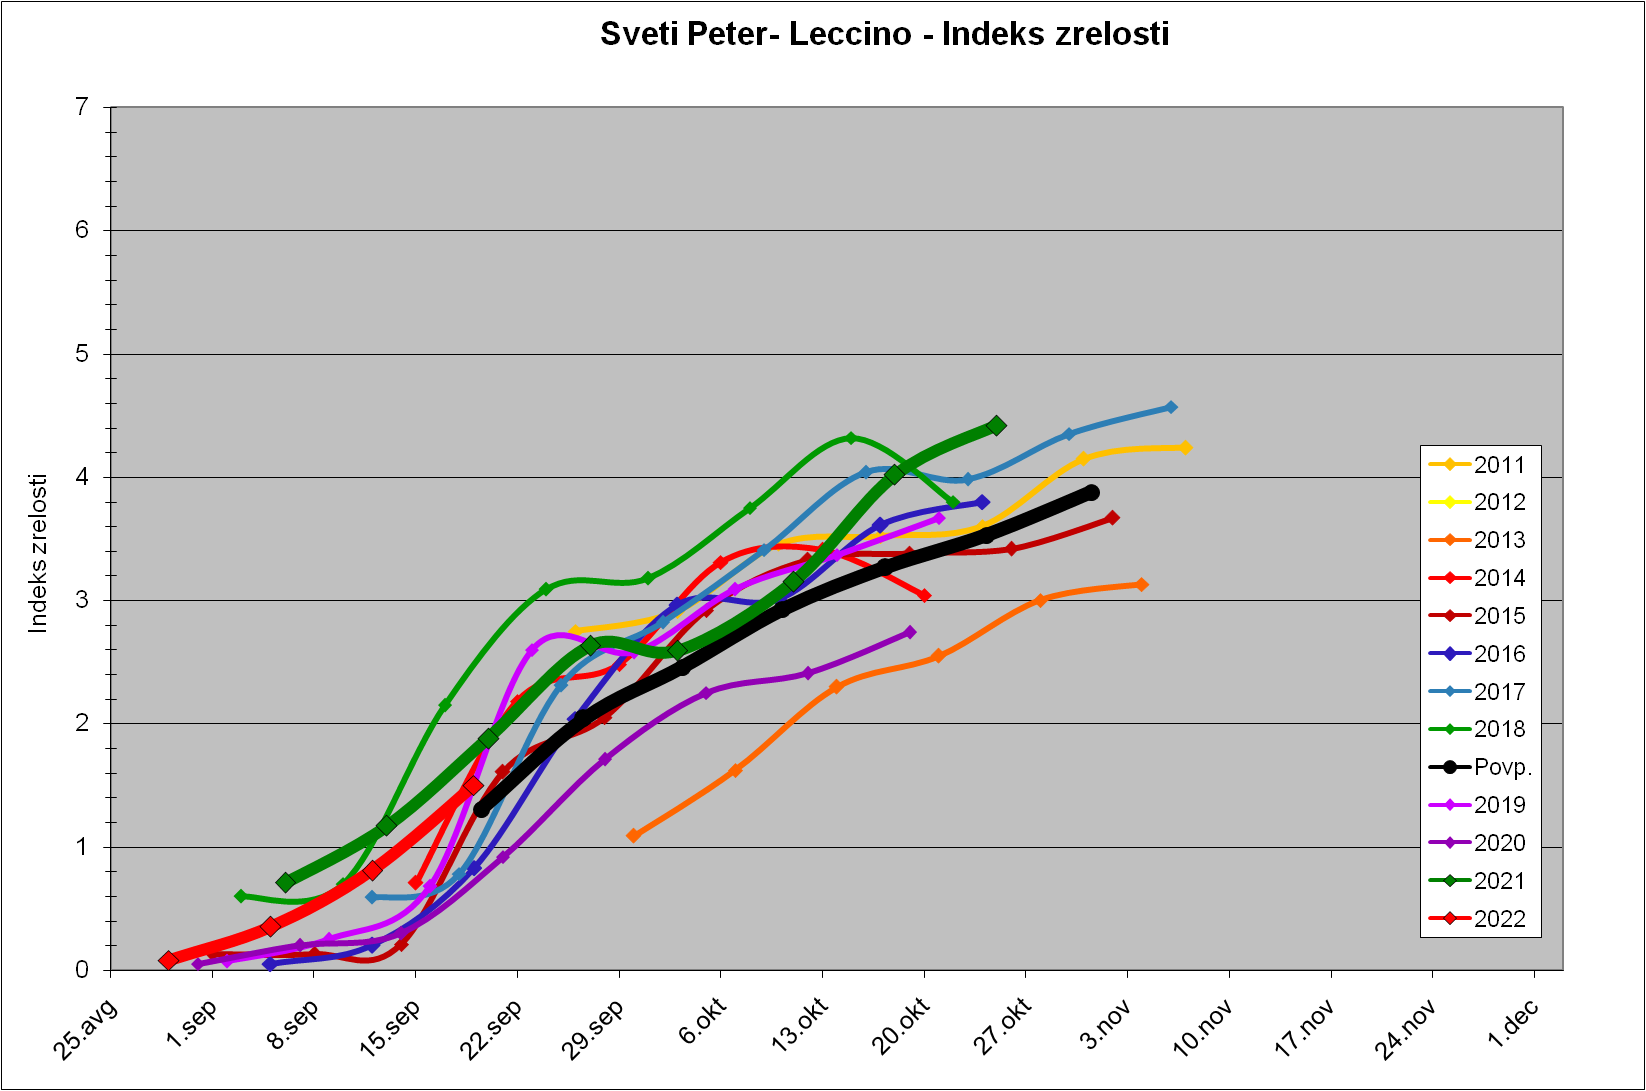 Sveti Peter- Leccino - Indeks zrelosti
7
6
5
4
3
2
1
0
Indeks zrelosti
25.avg
1.sep
8.sep
15.sep
22.sep
29.sep
6.okt
13.okt
20.okt
27.okt
3.nov
10.nov
17.nov
24.nov
1.dec
2011
2012
2013
2014
2015
2016
2017
2018
Povp.
2019
2020
2021
2022